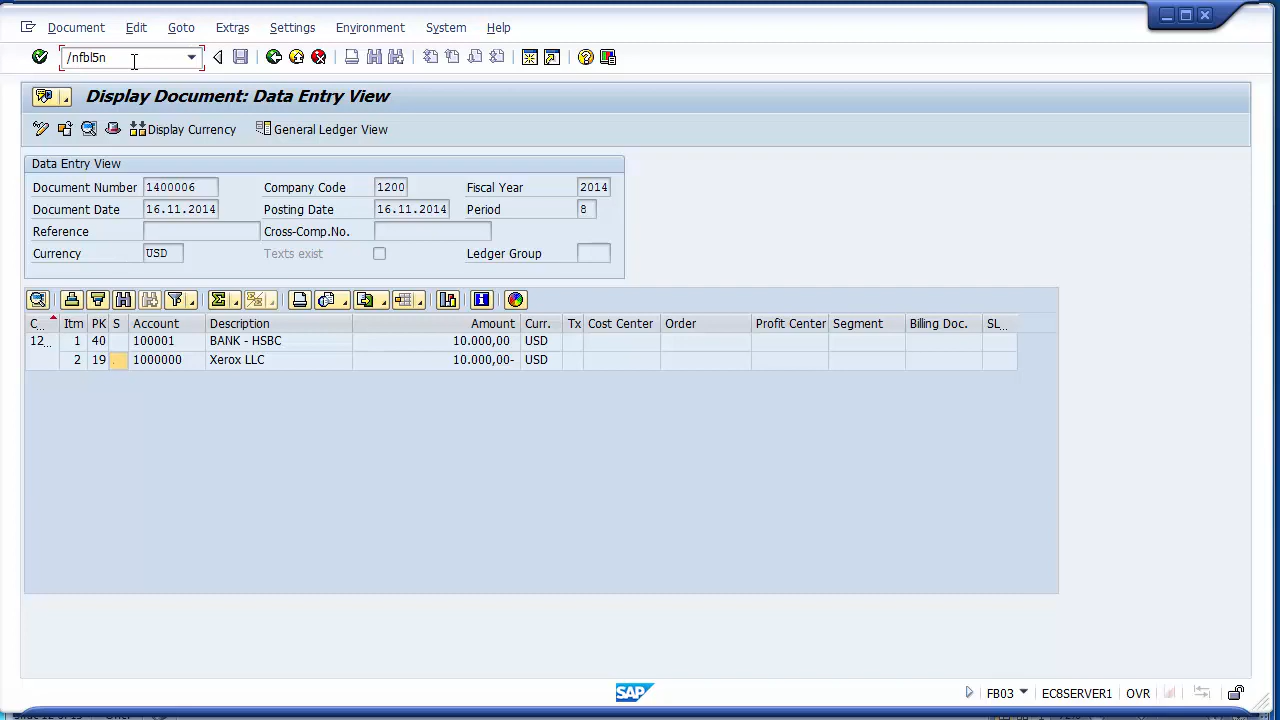 Document Edit Goto Extras Settings Environment System Help
/nfbl5n
Display Document: Data Entry View
Display Currency General Ledger View
Data Entry View
Document Number 1400006 Company Code 1200 Fiscal Year 2014
Document Date 16.11.2014 Posting Date 16.11.2014 Period 8
Reference Cross-Comp.No.
Currency USD Texts exist Ledger Group
C.. Itm PK S Account Description Amount Curr. Tx Cost Center Order Profit Center Segment Billing Doc. SL...
12... 1 40 100001 BANK - HSBC 10.000,00 USD
2 19 . 1000000 Xerox LLC 10.000,00- USD
SAP FB03 EC8SERVER1 OVR